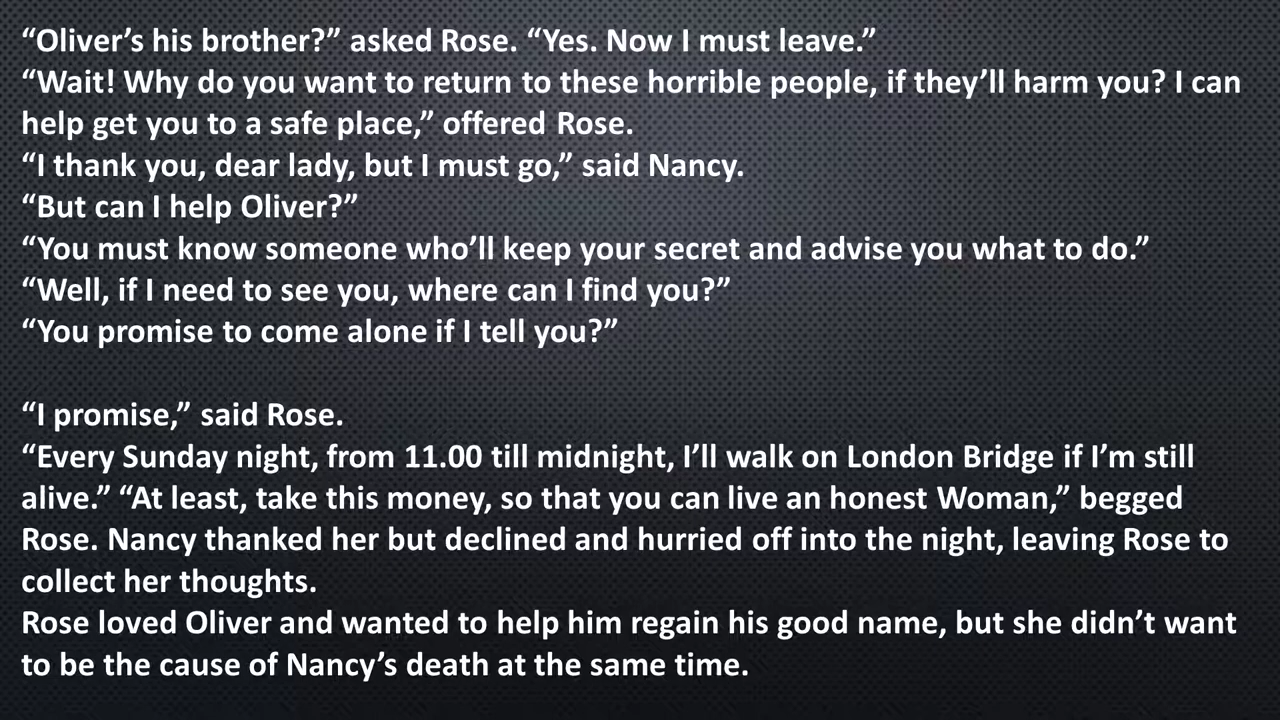 “Oliver’s his brother?” asked Rose. “Yes. Now I must leave.”
“Wait! Why do you want to return to these horrible people, if they’ll harm you? I can
help get you to a safe place,” offered Rose.
“I thank you, dear lady, but I must go,” said Nancy.
“But can I help Oliver?”
“You must know someone who’ll keep your secret and advise you what to do.”
“Well, if I need to see you, where can I find you?”
“You promise to come alone if I tell you?”
“I promise,” said Rose.
“Every Sunday night, from 11.00 till midnight, I’ll walk on London Bridge if I’m still
alive.” “At least, take this money, so that you can live an honest Woman,” begged
Rose. Nancy thanked her but declined and hurried off into the night, leaving Rose to
collect her thoughts.
Rose loved Oliver and wanted to help him regain his good name, but she didn’t want
to be the cause of Nancy’s death at the same time.